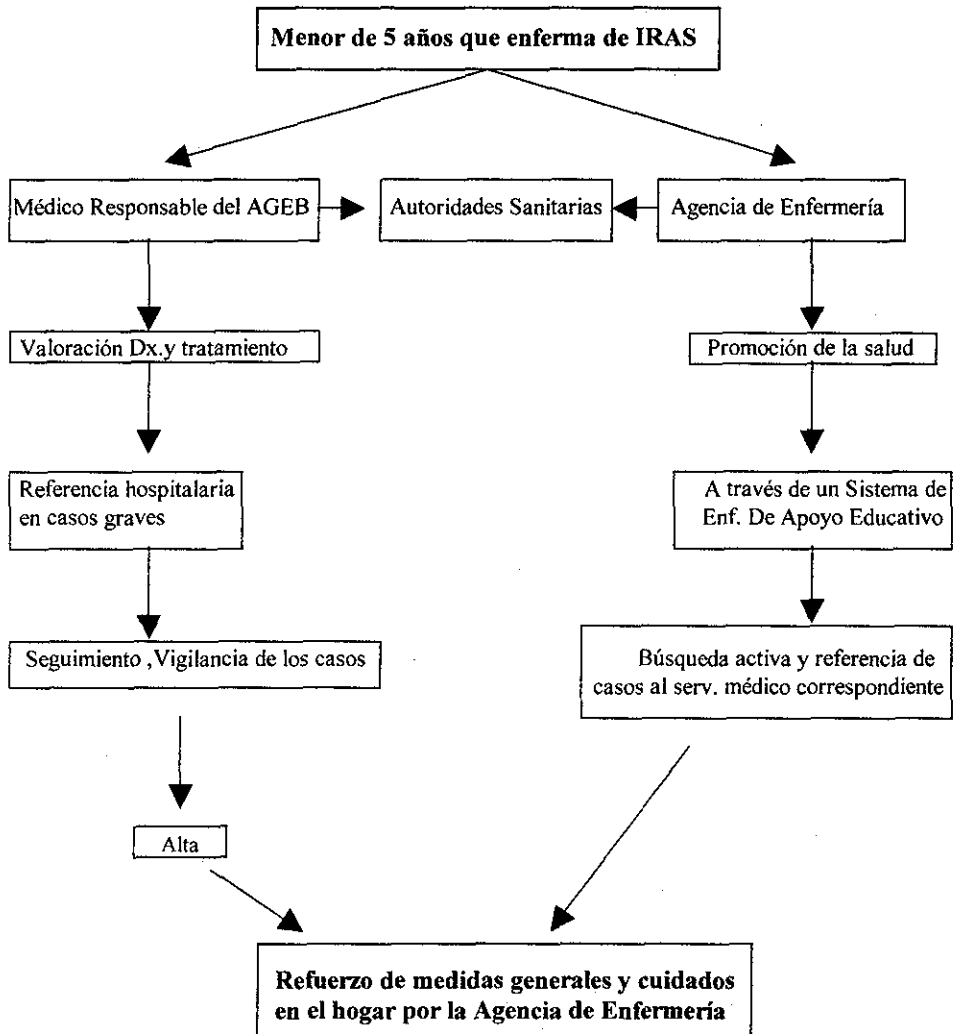 Menor de 5 años que enferma de IRAS
Médico Responsable del AGEB
Autoridades Sanitarias
Agencia de Enfermería
Valoración Dx.y tratamiento
Promoción de la salud
Referencia hospitalaria
en casos graves
A través de un Sistema de
Enf. De Apoyo Educativo
Seguimiento ,Vigilancia de los casos
Búsqueda activa y referencia de
casos al serv. médico correspondiente
Alta
Refuerzo de medidas generales y cuidados
en el hogar por la Agencia de Enfermería